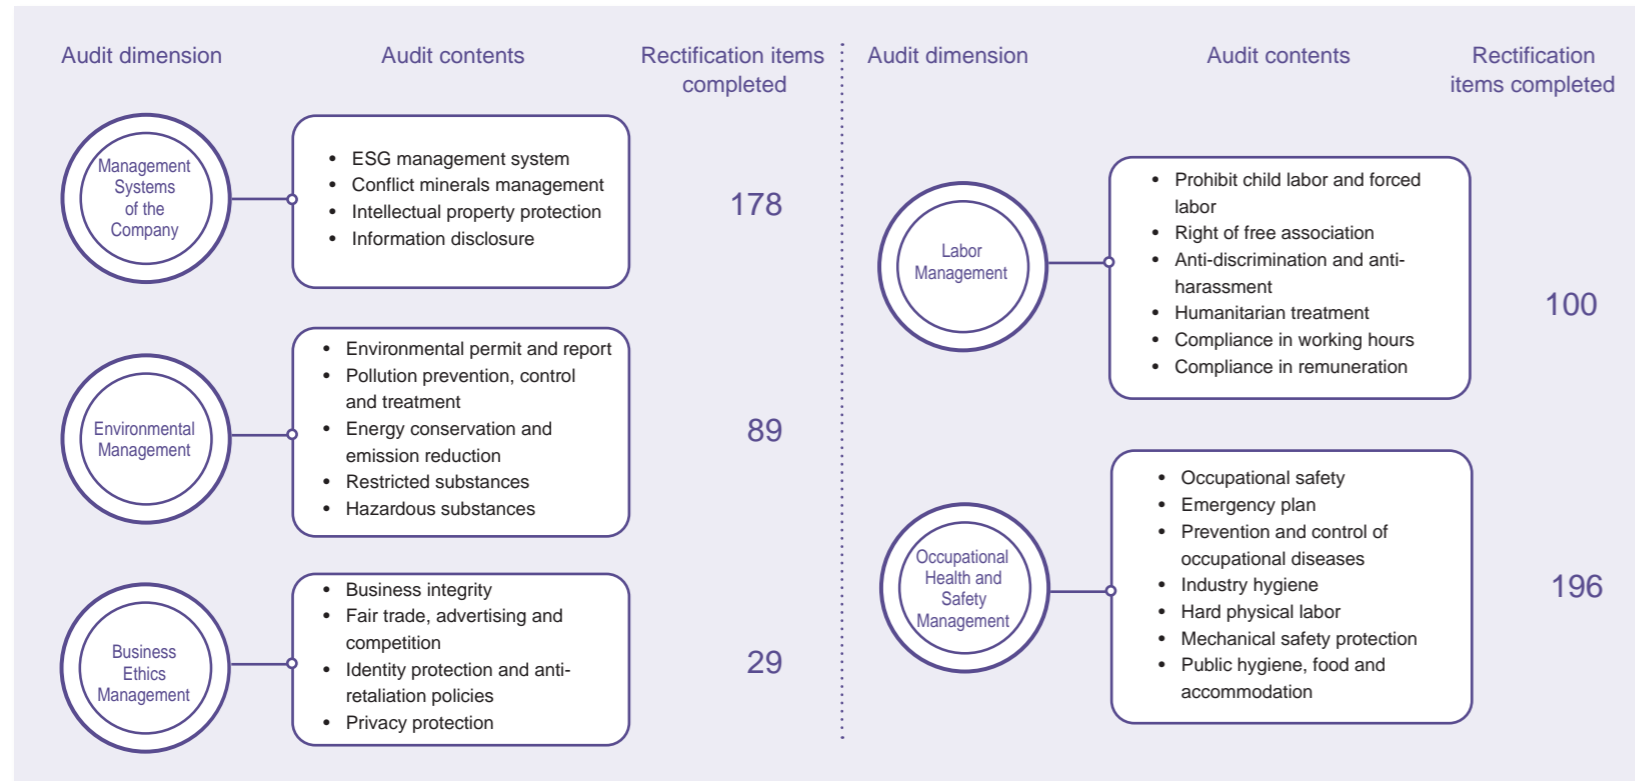 Audit dimension
Audit contents
Rectification items
completed
Management
Systems
of the
Company
• ESG management system
• Conflict minerals management
• Intellectual property protection
• Information disclosure
178
Environmental
Management
• Environmental permit and report
• Pollution prevention, control
and treatment
• Energy conservation and
emission reduction
• Restricted substances
• Hazardous substances
89
Business
Ethics
Management
• Business integrity
• Fair trade, advertising and
competition
• Identity protection and anti-
retaliation policies
• Privacy protection
29
Audit dimension
Audit contents
Rectification
items completed
Labor
Management
• Prohibit child labor and forced
labor
• Right of free association
• Anti-discrimination and anti-
harassment
• Humanitarian treatment
• Compliance in working hours
• Compliance in remuneration
100
Occupational
Health and
Safety
Management
• Occupational safety
• Emergency plan
• Prevention and control of
occupational diseases
• Industry hygiene
• Hard physical labor
• Mechanical safety protection
• Public hygiene, food and
accommodation
196